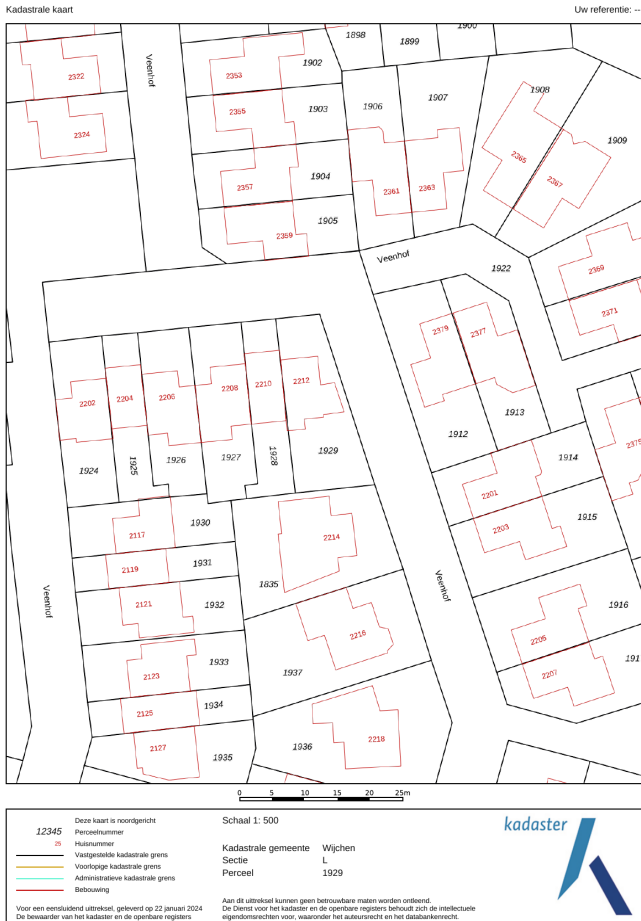 Kadastrale kaart Uw referentie: --
1898 1899 1900
2322 Veenhof 2353 1902
2355 1903 1906 1907 1908
2324 1909
2357 1904 2361 2363 2365 2367
2359 1905
Veenhof 1922 2369
2371
2379 2377
2202 2204 2206 2208 2210 2212
1913
1912 2375
1924 1925 1926 1927 1928 1929 1914
2201
2117 1930 2214 2203 1915
2119 1931
Veenhof 2121 1932 1835 Veenhof 1916
2216 2205
2123 1933 1937 2207 191
2125 1934
2127 1935 1936 2218
0 5 10 15 20 25m
Deze kaart is noordgericht
12345 Perceelnummer
25 Huisnummer
Vastgestelde kadastrale grens
Voorlopige kadastrale grens
Administratieve kadastrale grens
Bebouwing
Voor een eensluidend uittreksel, geleverd op 22 januari 2024
De bewaarder van het kadaster en de openbare registers
Schaal 1: 500
Kadastrale gemeente Wijchen
Sectie L
Perceel 1929
Aan dit uittreksel kunnen geen betrouwbare maten worden ontleend.
De Dienst voor het kadaster en de openbare registers behoudt zich de intellectuele
eigendomsrechten voor, waaronder het auteursrecht en het databankenrecht.
kadaster